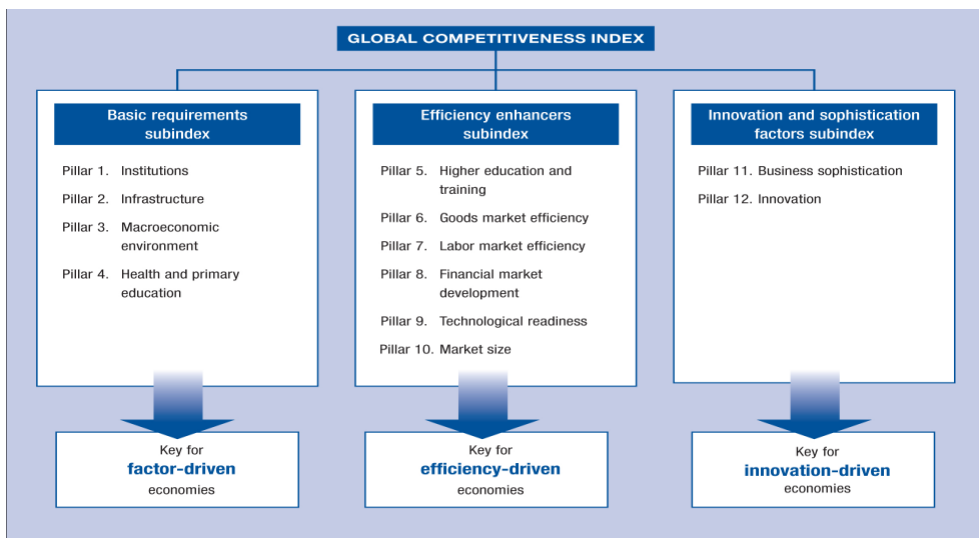 GLOBAL COMPETITIVENESS INDEX
Basic requirements
subindex
Pillar 1. Institutions
Pillar 2. Infrastructure
Pillar 3. Macroeconomic
environment
Pillar 4. Health and primary
education
Key for
factor-driven
economies
Efficiency enhancers
subindex
Pillar 5. Higher education and
training
Pillar 6. Goods market efficiency
Pillar 7. Labor market efficiency
Pillar 8. Financial market
development
Pillar 9. Technological readiness
Pillar 10. Market size
Key for
efficiency-driven
economies
Innovation and sophistication
factors subindex
Pillar 11. Business sophistication
Pillar 12. Innovation
Key for
innovation-driven
economies